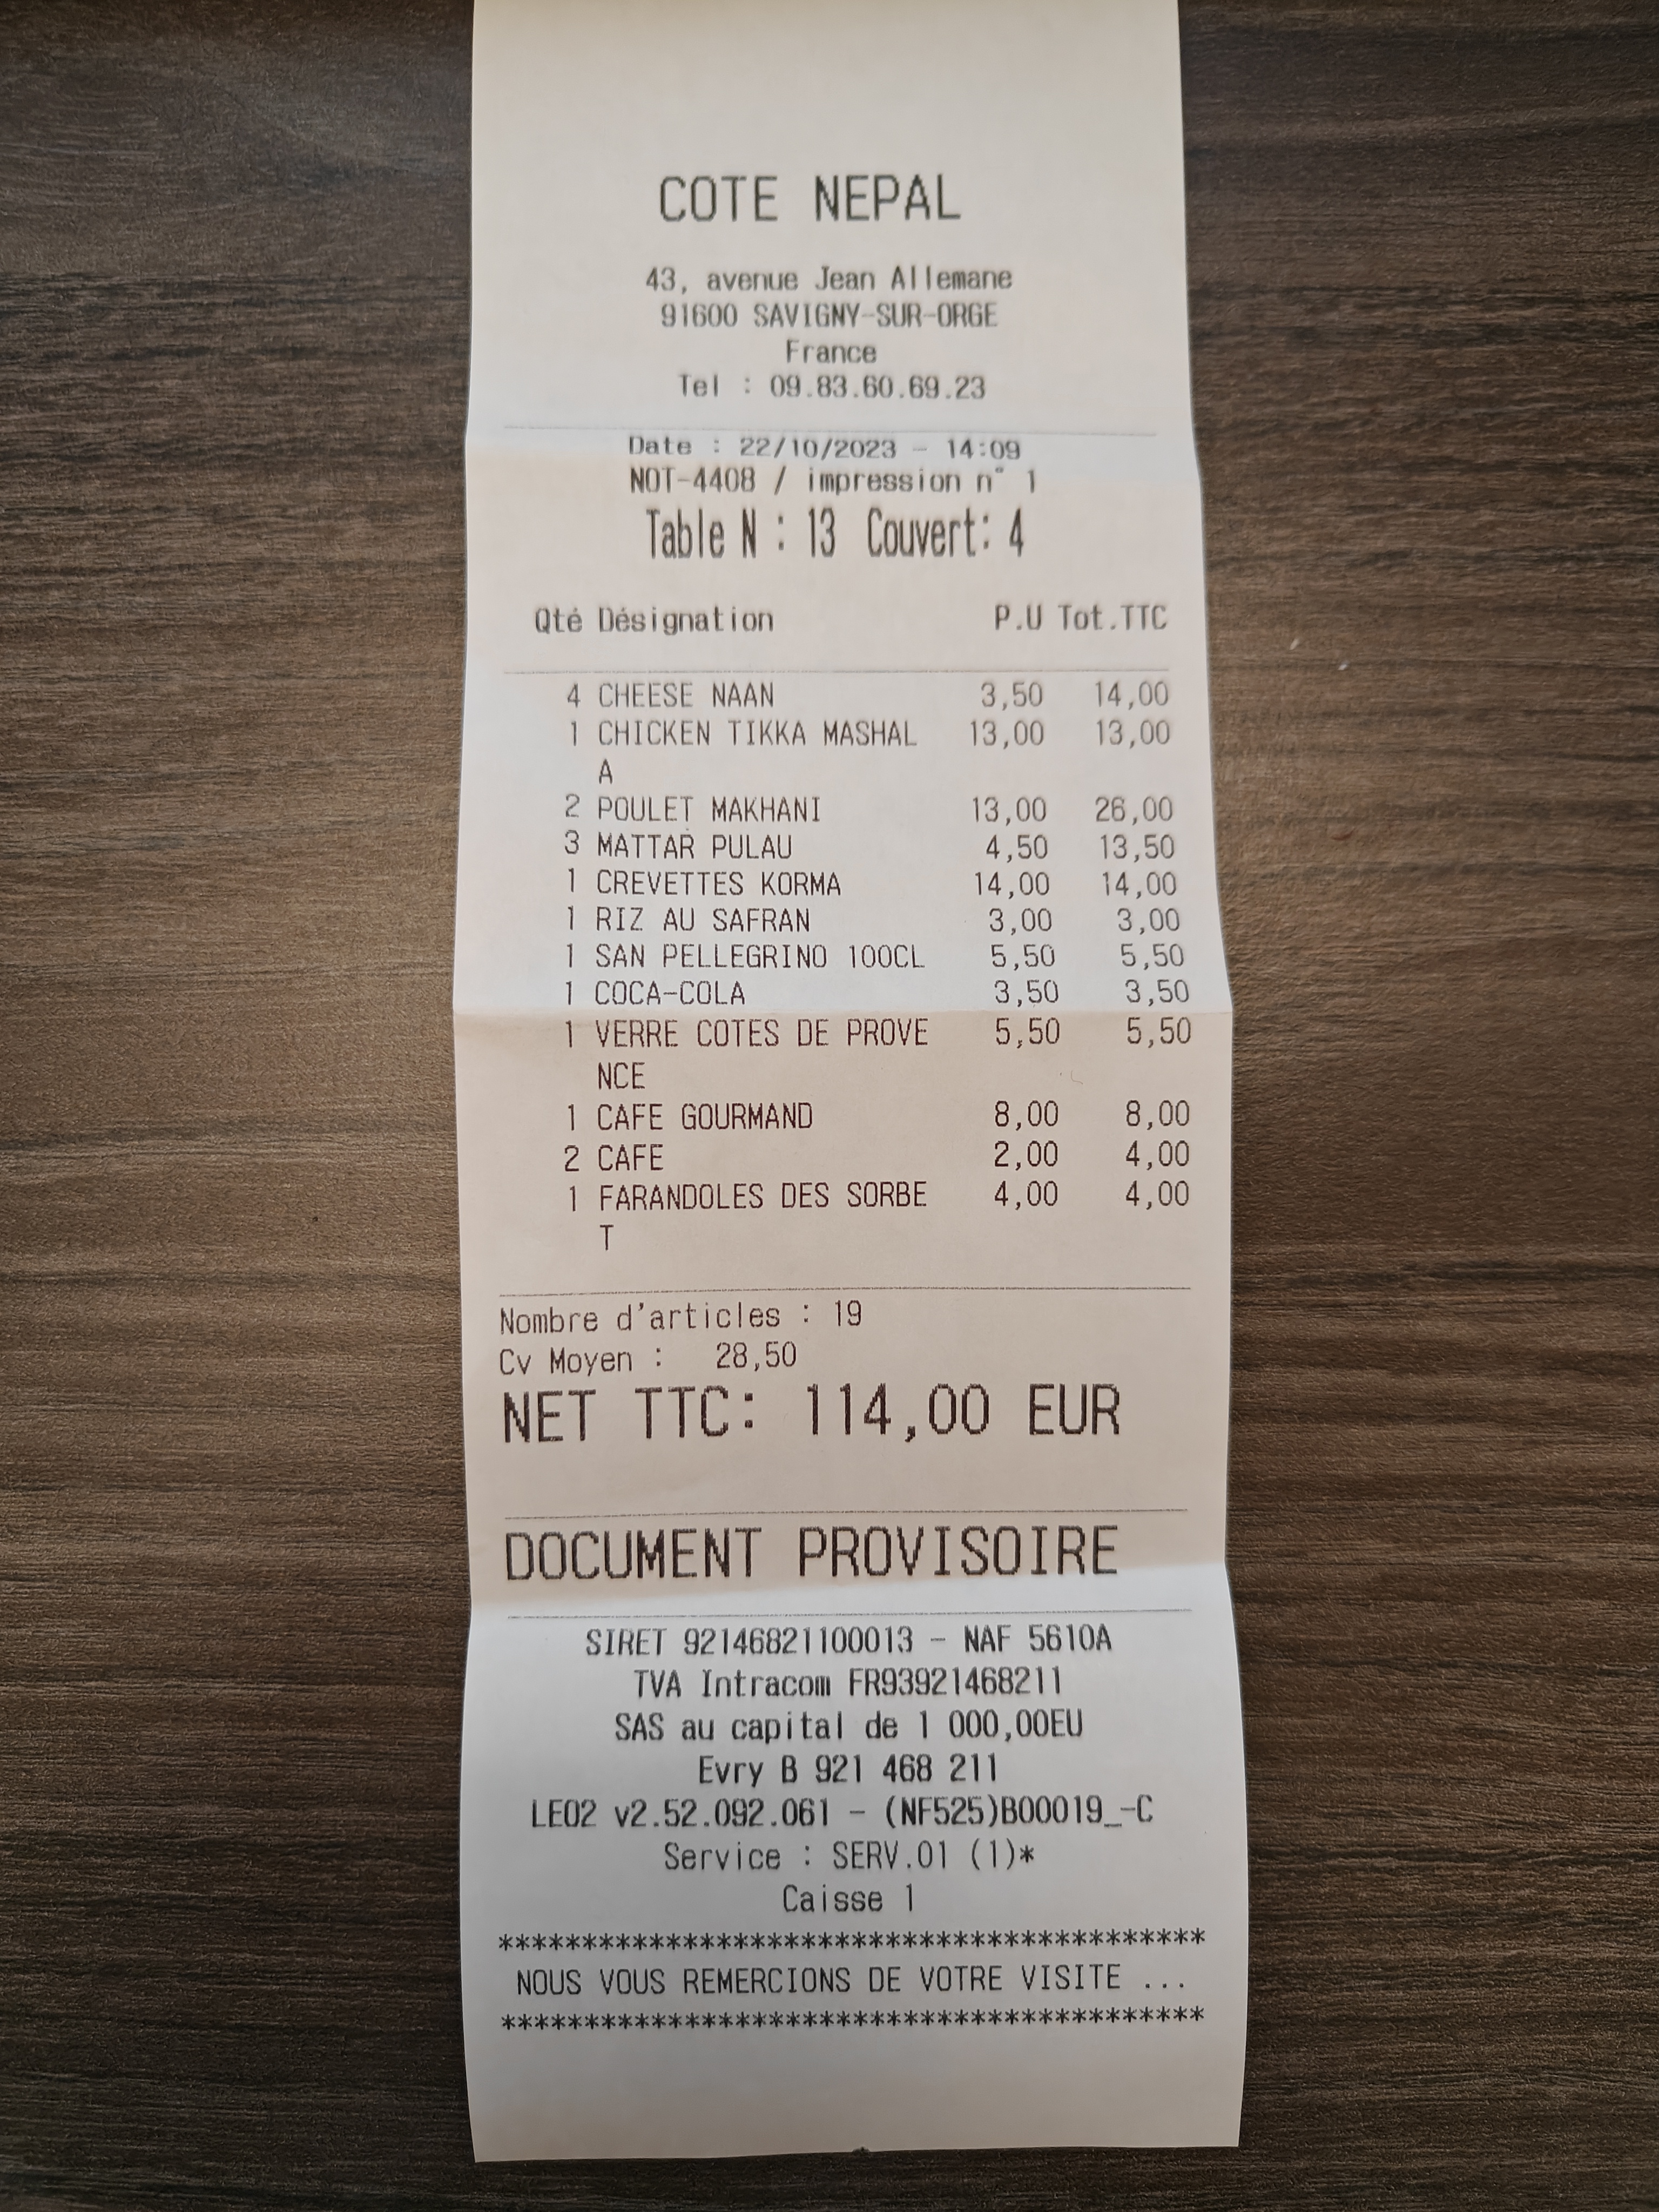 COTE NEPAL
43, avenue Jean Allemane
91600 SAVIGNY-SUR-ORGE
France
Tel : 09.83.60.69.23
Date : 22/10/2023 - 14:09
NOT-4408 / impression n° 1
Table N : 13 Couvert: 4
Qté Désignation P.U Tot.TTC
4 CHEESE NAAN 3,50 14,00
1 CHICKEN TIKKA MASHAL 13,00 13,00
A
2 POULET MAKHANI 13,00 26,00
3 MATTAR PULAU 4,50 13,50
1 CREVETTES KORMA 14,00 14,00
1 RIZ AU SAFRAN 3,00 3,00
1 SAN PELLEGRINO 100CL 5,50 5,50
1 COCA-COLA 3,50 3,50
1 VERRE COTES DE PROVE 5,50 5,50
NCE
1 CAFE GOURMAND 8,00 8,00
2 CAFE 2,00 4,00
1 FARANDOLES DES SORBE 4,00 4,00
T
Nombre d'articles : 19
Cv Moyen : 28,50
NET TTC: 114,00 EUR
DOCUMENT PROVISOIRE
SIRET 92146821100013 - NAF 5610A
TVA Intracom FR93921468211
SAS au capital de 1 000,00EU
Evry B 921 468 211
LEO2 v2.52.092.061 - (NF525)B00019_-C
Service : SERV.01 (1)*
Caisse 1
******************************************
NOUS VOUS REMERCIONS DE VOTRE VISITE ...
******************************************